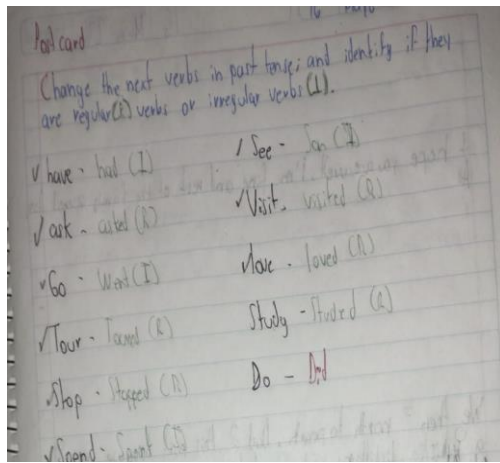 Postcard
Change the next verbs in past tense; and identify if they
are regular(R) verbs or irregular verbs (I).
✓have - had (I)
/ See - Saw (I)
✓ask - asked (R)
✓Visit - visited (R)
✓Go - Went (I)
✓love - loved (R)
✓Tour - Toured (R)
Study - Studied (R)
✓Stop - Stopped (R)
Do - Did
✓Spend - Spent (I)